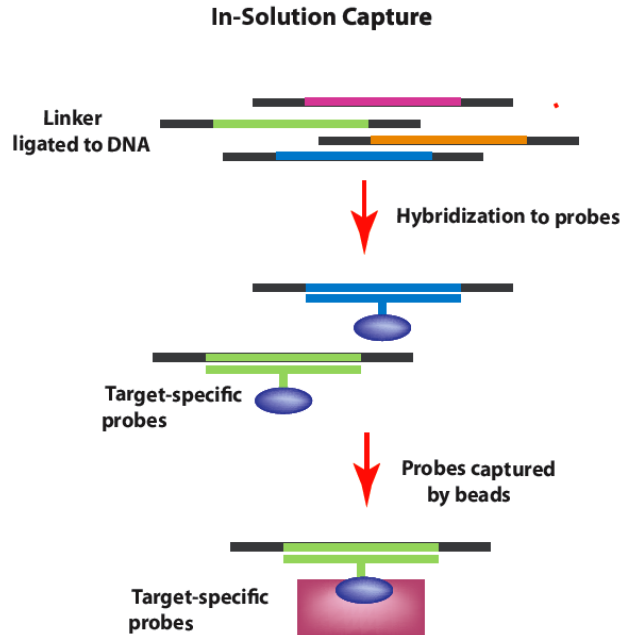 In-Solution Capture
Linker
ligated to DNA
Hybridization to probes
Target-specific
probes
Probes captured
by beads
Target-specific
probes